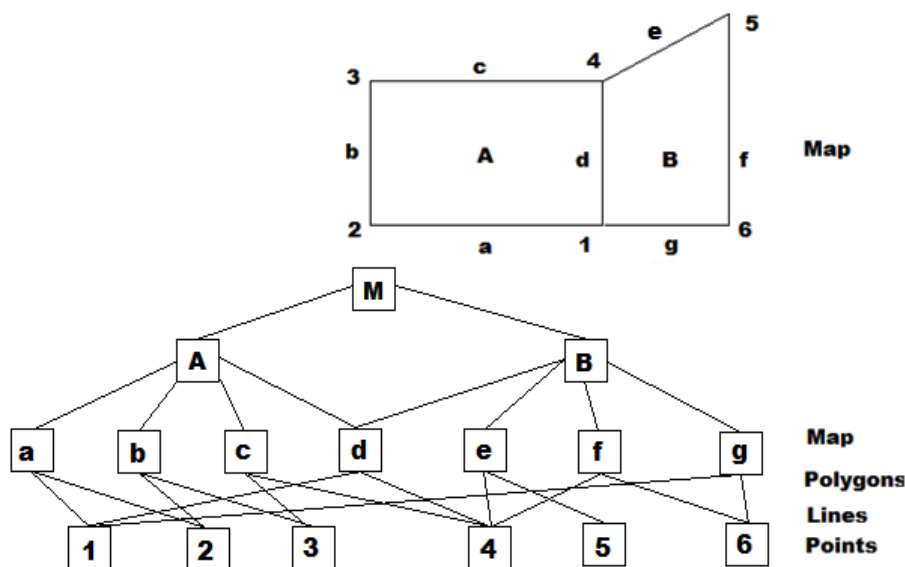 e 5
3 c 4
b A d B f Map
2 a 1 g 6
M
A B
a b c d e f g Map
Polygons
Lines
1 2 3 4 5 6 Points